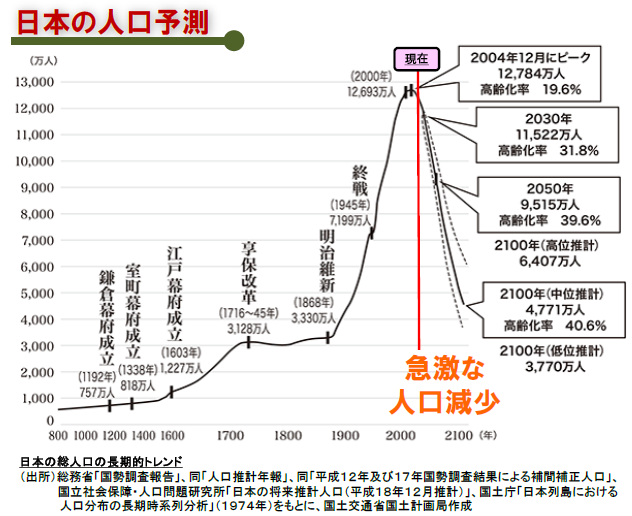 日本の人口予測
(万人)
13,000
12,000
11,000
10,000
9,000
8,000
7,000
6,000
5,000
4,000
3,000
2,000
1,000
0
800 1000 1200 1400 1600 1700 1800 1900 2000 2100 (年)
鎌倉幕府成立
(1192年)
757万人
室町幕府成立
(1338年)
818万人
江戸幕府成立
(1603年)
1,227万人
享保改革
(1716~45年)
3,128万人
明治維新
(1868年)
3,330万人
終戦
(1945年)
7,199万人
(2000年)
12,693万人
現在
2004年12月にピーク
12,784万人
高齢化率 19.6%
2030年
11,522万人
高齢化率 31.8%
2050年
9,515万人
高齢化率 39.6%
2100年(高位推計)
6,407万人
2100年(中位推計)
4,771万人
高齢化率 40.6%
2100年(低位推計)
3,770万人
急激な
人口減少
日本の総人口の長期的トレンド
(出所)総務省「国勢調査報告」、同「人口推計年報」、同「平成12年及び17年国勢調査結果による補間補正人口」、
国立社会保障・人口問題研究所「日本の将来推計人口(平成18年12月推計)」、国土庁「日本列島における
人口分布の長期時系列分析」(1974年)をもとに、国土交通省国土計画局作成